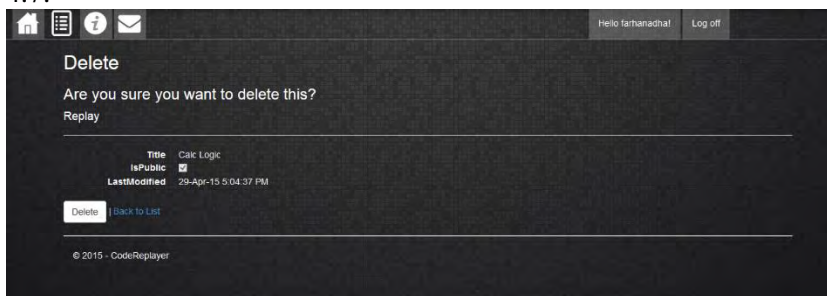 Hello farhanadha! Log off
Delete
Are you sure you want to delete this?
Replay
Title Calc Logic
IsPublic
LastModified 29-Apr-15 5:04:37 PM
Delete | Back to List
© 2015 - CodeReplayer